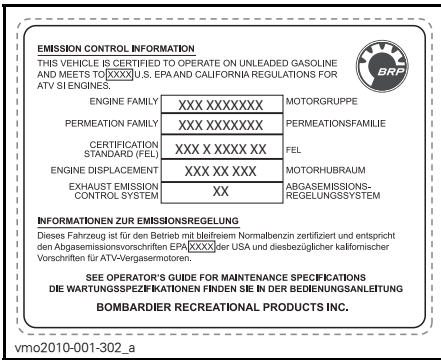 EMISSION CONTROL INFORMATION
THIS VEHICLE IS CERTIFIED TO OPERATE ON UNLEADED GASOLINE
AND MEETS TO XXXX U.S. EPA AND CALIFORNIA REGULATIONS FOR
ATV SI ENGINES.
BRP
ENGINE FAMILY XXX XXXXXXX MOTORGRUPPE
PERMEATION FAMILY XXX XXXXXXX PERMEATIONSFAMILIE
CERTIFICATION
STANDARD (FEL) XXX X XXXX XX FEL
ENGINE DISPLACEMENT XXX XX XXX MOTORHUBRAUM
EXHAUST EMISSION XX ABGASEMISSIONS-
CONTROL SYSTEM REGELUNGSSYSTEM
INFORMATIONEN ZUR EMISSIONSREGELUNG
Dieses Fahrzeug ist für den Betrieb mit bleifreiem Normalbenzin zertifiziert und entspricht
den Abgasemissionsvorschriften EPA XXXX der USA und diesbezüglicher kalifornischer
Vorschriften für ATV-Vergasermotoren.
SEE OPERATOR'S GUIDE FOR MAINTENANCE SPECIFICATIONS
DIE WARTUNGSSPEZIFIKATIONEN FINDEN SIE IN DER BEDIENUNGSANLEITUNG
BOMBARDIER RECREATIONAL PRODUCTS INC.
vmo2010-001-302_a